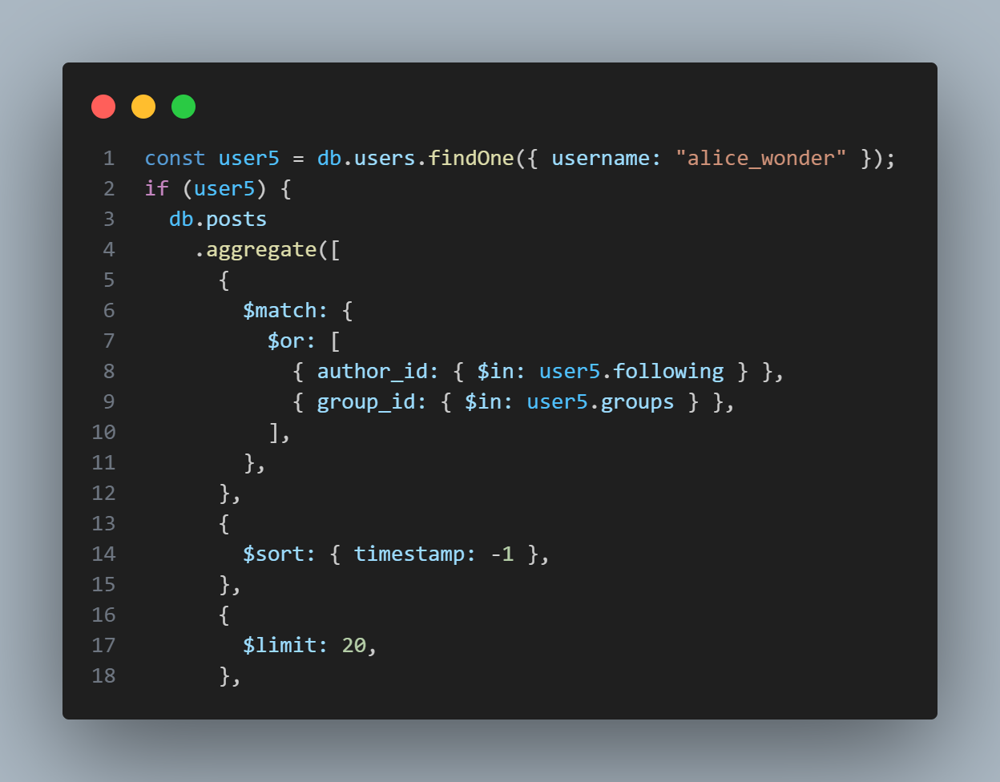 1 const user5 = db.users.findOne({ username: "alice_wonder" });
2 if (user5) {
3   db.posts
4     .aggregate([
5       {
6         $match: {
7           $or: [
8             { author_id: { $in: user5.following } },
9             { group_id: { $in: user5.groups } },
10           ],
11         },
12       },
13       {
14         $sort: { timestamp: -1 },
15       },
16       {
17         $limit: 20,
18       },